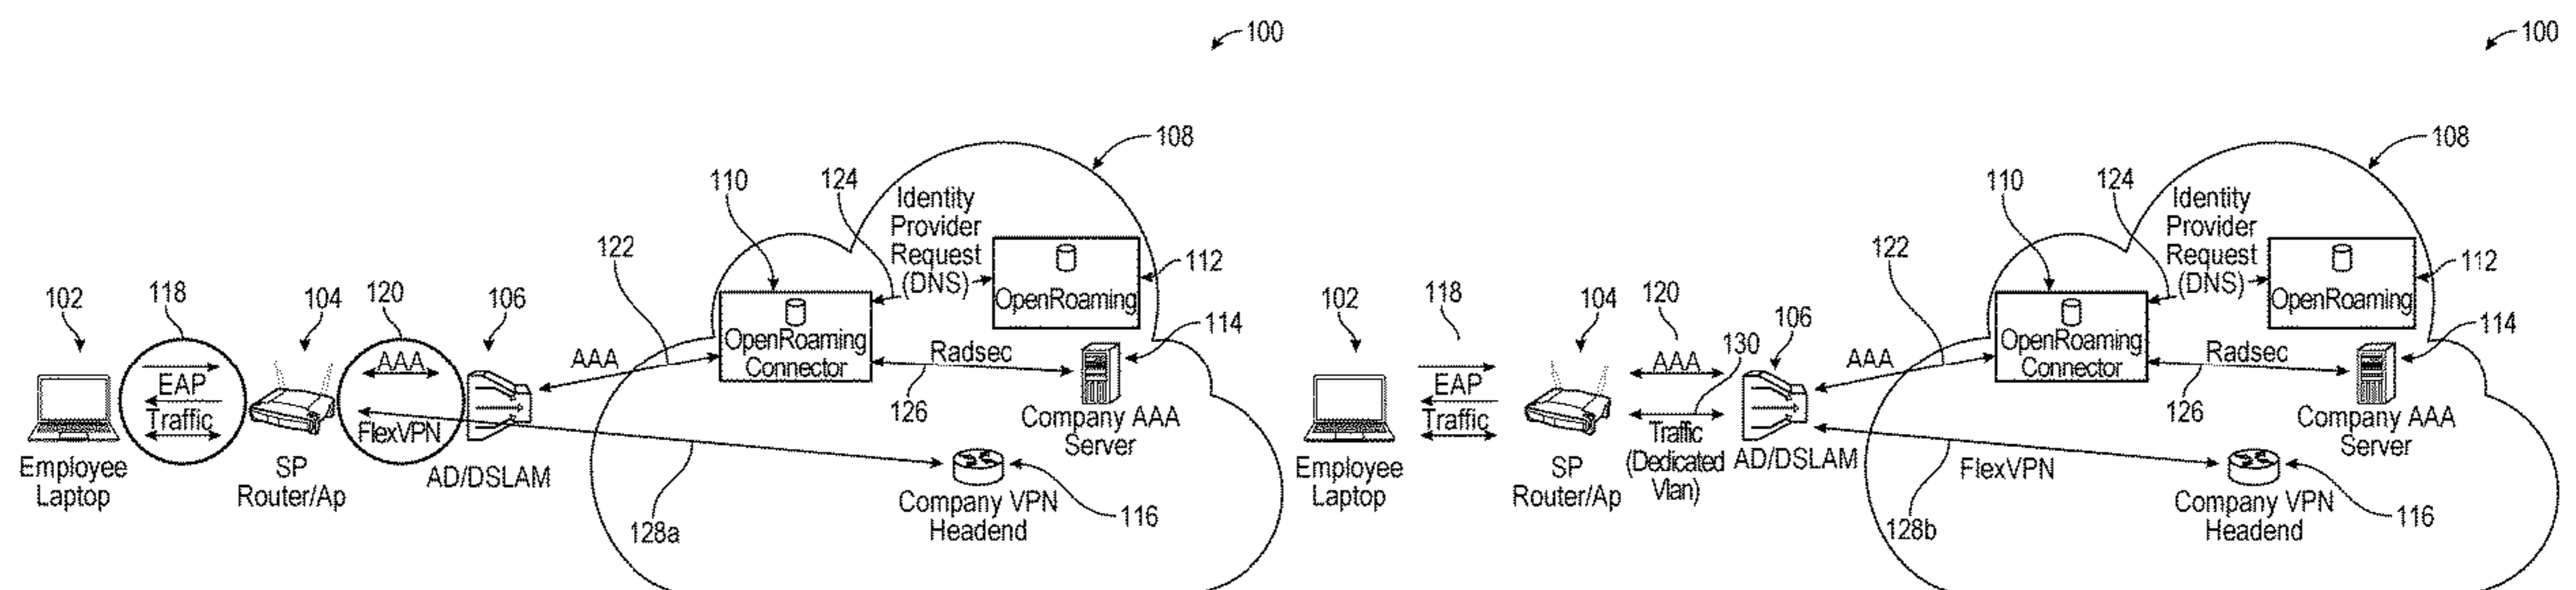 100
108
110
124
Identity
Provider
Request
(DNS)
122
112
OpenRoaming
102
118
104
120
106
OpenRoaming
Connector
114
AAA
AAA
Radsec
EAP
Traffic
FlexVPN
126
Company AAA
Server
Employee
Laptop
SP
Router/Ap
AD/DSLAM
Company VPN
Headend
128a
116
100
108
110
124
Identity
Provider
Request
(DNS)
122
112
OpenRoaming
102
118
104
120
106
130
OpenRoaming
Connector
114
AAA
AAA
Radsec
EAP
Traffic
126
Company AAA
Server
Traffic
(Dedicated
Vlan)
Employee
Laptop
SP
Router/Ap
AD/DSLAM
FlexVPN
Company VPN
Headend
128b
116